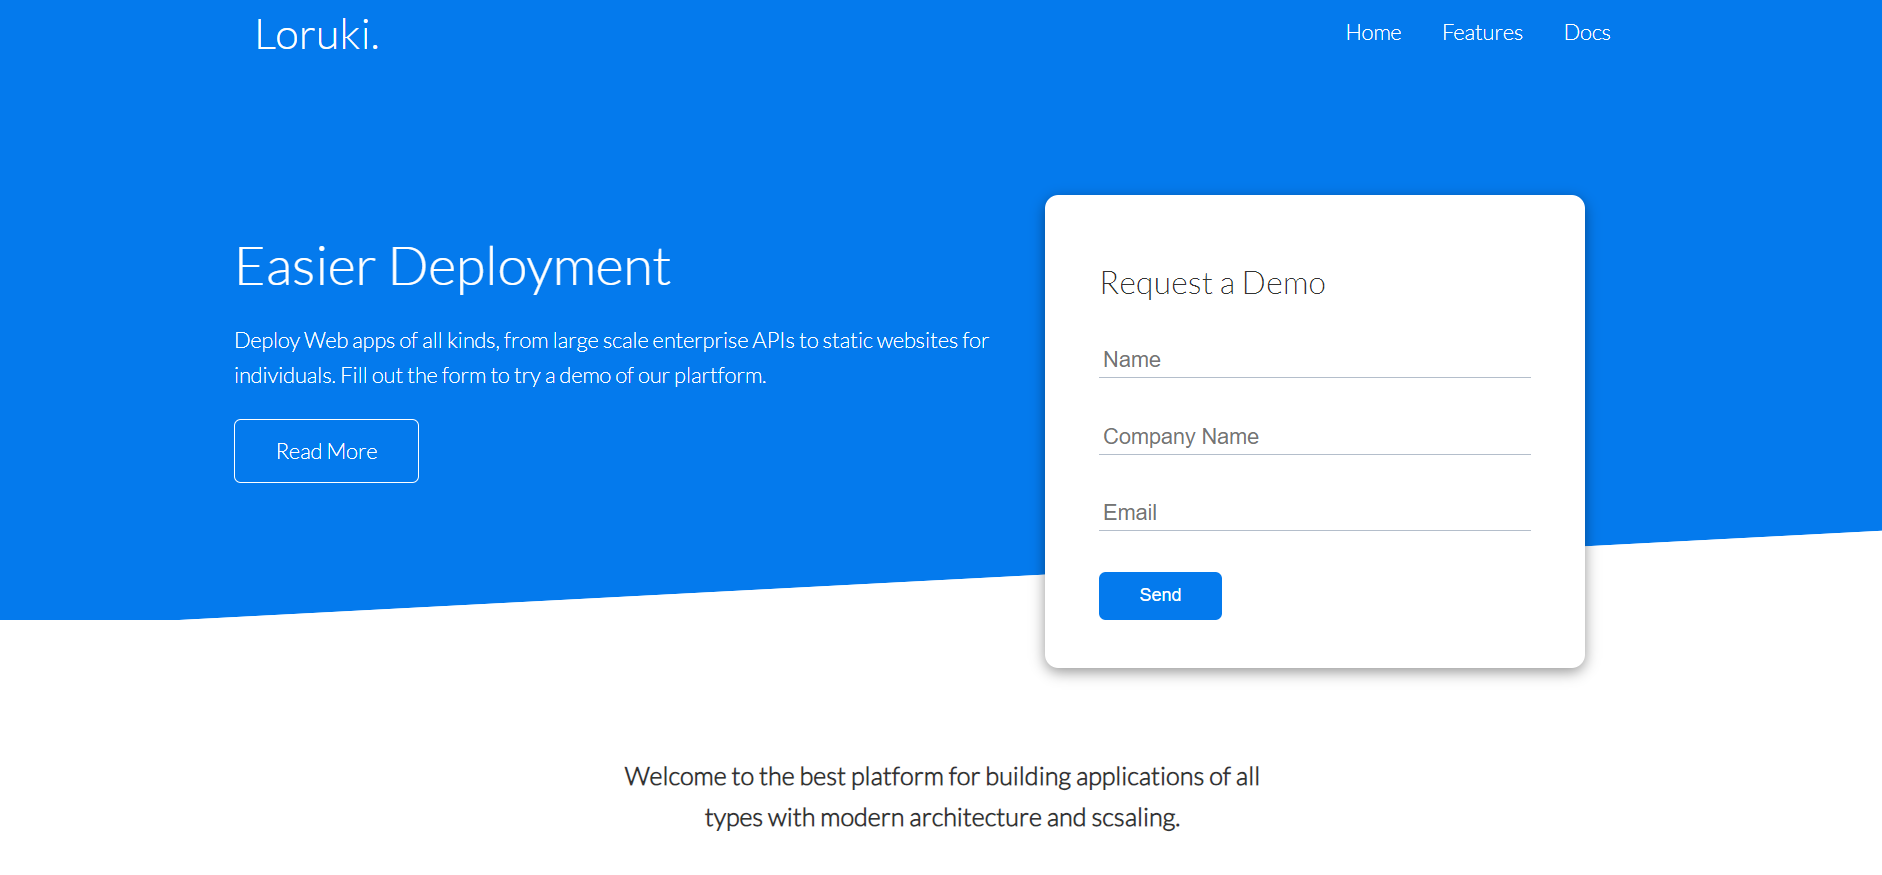 Loruki.
Home
Features
Docs
Easier Deployment
Deploy Web apps of all kinds, from large scale enterprise APIs to static websites for
individuals. Fill out the form to try a demo of our plartform.
Read More
Request a Demo
Name
Company Name
Email
Send
Welcome to the best platform for building applications of all
types with modern architecture and scsaling.